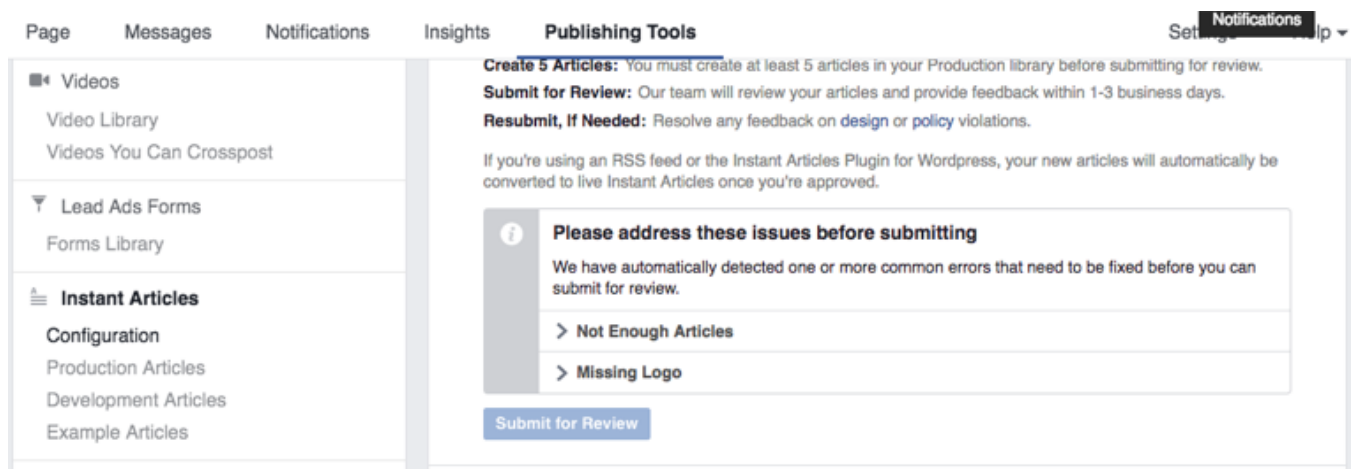 Page Messages Notifications Insights Publishing Tools Notifications
Videos
Video Library
Videos You Can Crosspost
Lead Ads Forms
Forms Library
Instant Articles
Configuration
Production Articles
Development Articles
Example Articles
Create 5 Articles: You must create at least 5 articles in your Production library before submitting for review.
Submit for Review: Our team will review your articles and provide feedback within 1-3 business days.
Resubmit, If Needed: Resolve any feedback on design or policy violations.
If you're using an RSS feed or the Instant Articles Plugin for Wordpress, your new articles will automatically be
converted to live Instant Articles once you're approved.
Please address these issues before submitting
We have automatically detected one or more common errors that need to be fixed before you can
submit for review.
Not Enough Articles
Missing Logo
Submit for Review